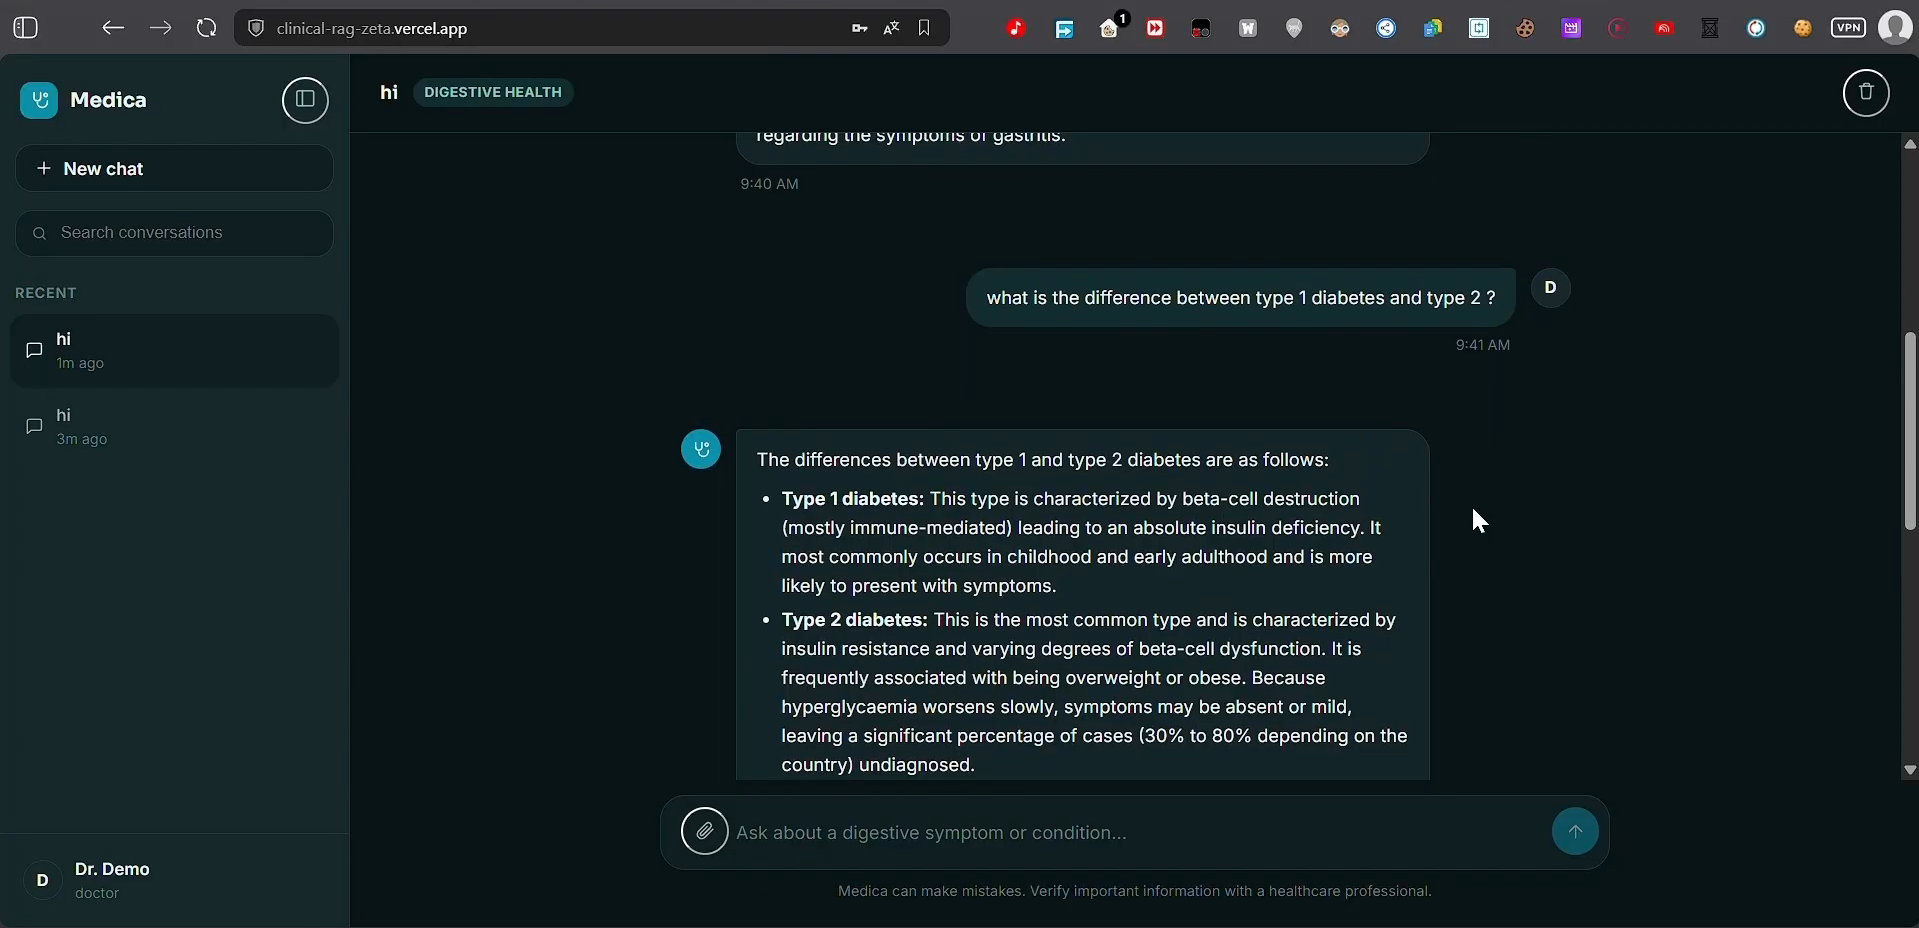 clinical-rag-zeta.vercel.app
1
VPN
Medica
New chat
Search conversations
RECENT
hi
1m ago
hi
3m ago
D
Dr. Demo
doctor
hi
DIGESTIVE HEALTH
regarding the symptoms of gastritis.
9:40 AM
what is the difference between type 1 diabetes and type 2 ?
D
9:41 AM
The differences between type 1 and type 2 diabetes are as follows:
• Type 1 diabetes: This type is characterized by beta-cell destruction
(mostly immune-mediated) leading to an absolute insulin deficiency. It
most commonly occurs in childhood and early adulthood and is more
likely to present with symptoms.
• Type 2 diabetes: This is the most common type and is characterized by
insulin resistance and varying degrees of beta-cell dysfunction. It is
frequently associated with being overweight or obese. Because
hyperglycaemia worsens slowly, symptoms may be absent or mild,
leaving a significant percentage of cases (30% to 80% depending on the
country) undiagnosed.
Ask about a digestive symptom or condition...
Medica can make mistakes. Verify important information with a healthcare professional.